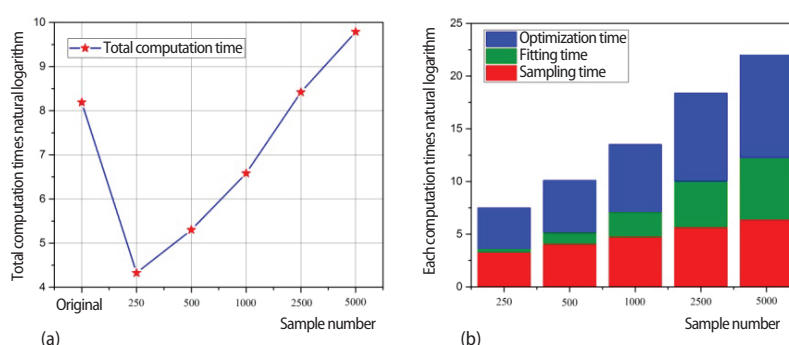 Total computation times natural logarithm
10
9
8
7
6
5
4
Total computation time
Original
250
500
1000
2500
5000
Sample number
(a)
Each computation times natural logarithm
25
20
15
10
5
0
Optimization time
Fitting time
Sampling time
250
500
1000
2500
5000
Sample number
(b)